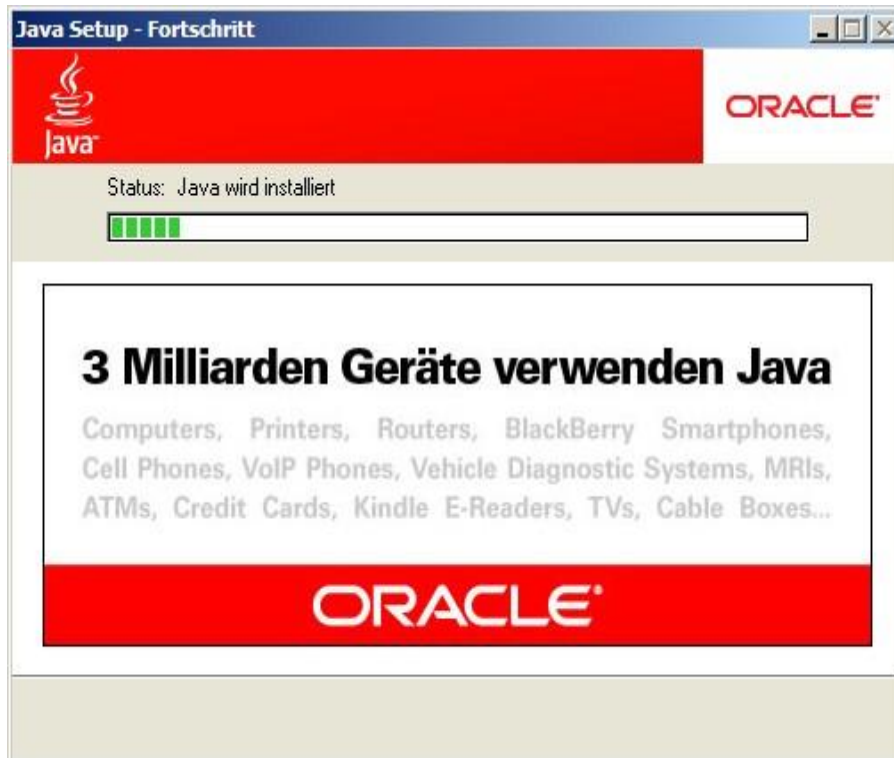 Java Setup - Fortschritt
Java™
ORACLE®
Status: Java wird installiert
3 Milliarden Geräte verwenden Java
Computers, Printers, Routers, BlackBerry Smartphones,
Cell Phones, VoIP Phones, Vehicle Diagnostic Systems, MRIs,
ATMs, Credit Cards, Kindle E-Readers, TVs, Cable Boxes...
ORACLE®